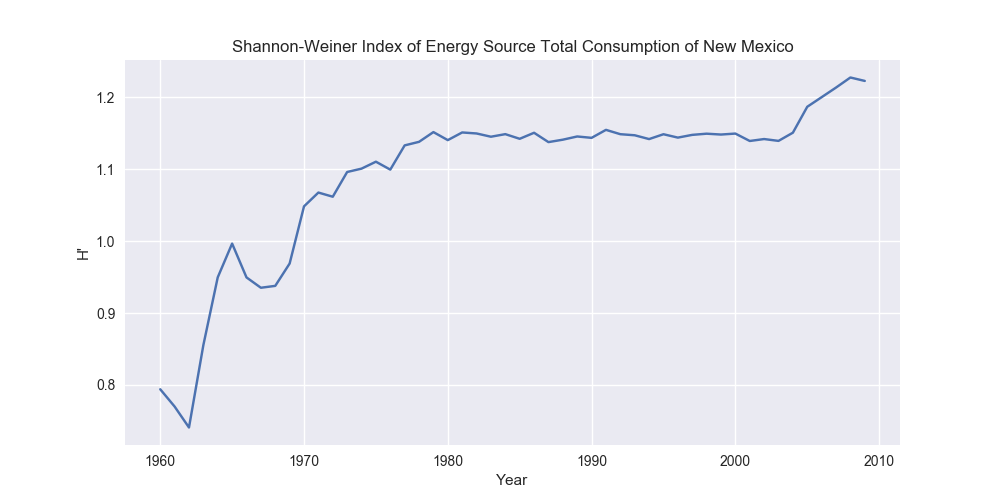 Shannon-Weiner Index of Energy Source Total Consumption of New Mexico
1.2
1.1
1.0
0.9
0.8
H'
1960 1970 1980 1990 2000 2010
Year